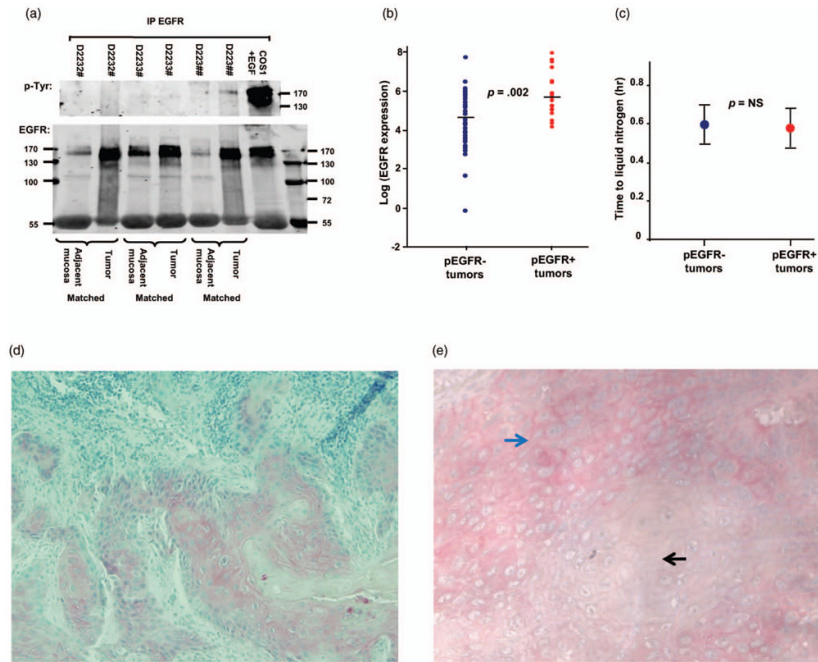 (a)
IP EGFR
D2232#
D2232#
D2233#
D2233#
D223##
D223##
COS1
+EGF
p-Tyr:
170
130
EGFR:
170
130
100
55
170
130
100
72
55
Adjacent
mucosa
Tumor
Adjacent
mucosa
Tumor
Adjacent
mucosa
Tumor
Matched
Matched
Matched
(b)
Log (EGFR expression)
8
6
4
2
0
-2
p = .002
pEGFR-
tumors
pEGFR+
tumors
(c)
Time to liquid nitrogen (hr)
0.8
0.6
0.4
0.2
0
p = NS
pEGFR-
tumors
pEGFR+
tumors
(d)
(e)